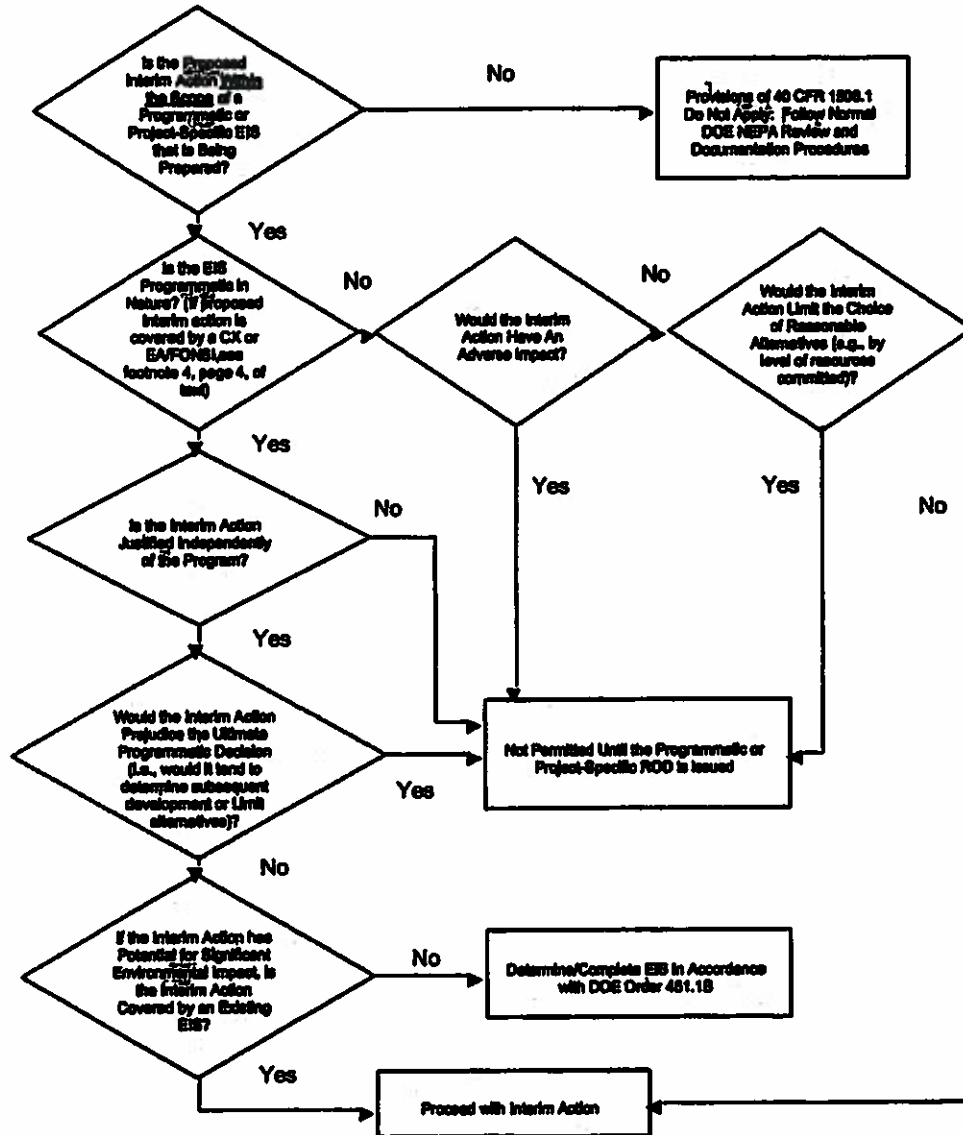 Is the Proposed
Interim Action Within
the Scope of a
Programmatic or
Project-Specific EIS
that is Being
Prepared?
No
Provisions of 40 CFR 1506.1
Do Not Apply: Follow Normal
DOE NEPA Review and
Documentation Procedures
Yes
Is the EIS
Programmatic in
Nature? (If proposed
interim action is
covered by a CX or
EA/FONSI,see
footnote 4, page 4, of
text)
No
Would the Interim
Action Have An
Adverse Impact?
No
Would the Interim
Action Limit the Choice
of Reasonable
Alternatives (e.g., by
level of resources
committed)?
Yes
Yes
Yes
No
Is the Interim Action
Justified Independently
of the Program?
No
Yes
Would the Interim Action
Prejudice the Ultimate
Programmatic Decision
(i.e., would it tend to
determine subsequent
development or Limit
alternatives)?
Yes
Not Permitted Until the Programmatic or
Project-Specific ROD is Issued
No
If the Interim Action has
Potential for Significant
Environmental Impact, is
the Interim Action
Covered by an Existing
EIS?
No
Determine/Complete EIS in Accordance
with DOE Order 451.1B
Yes
Proceed with Interim Action